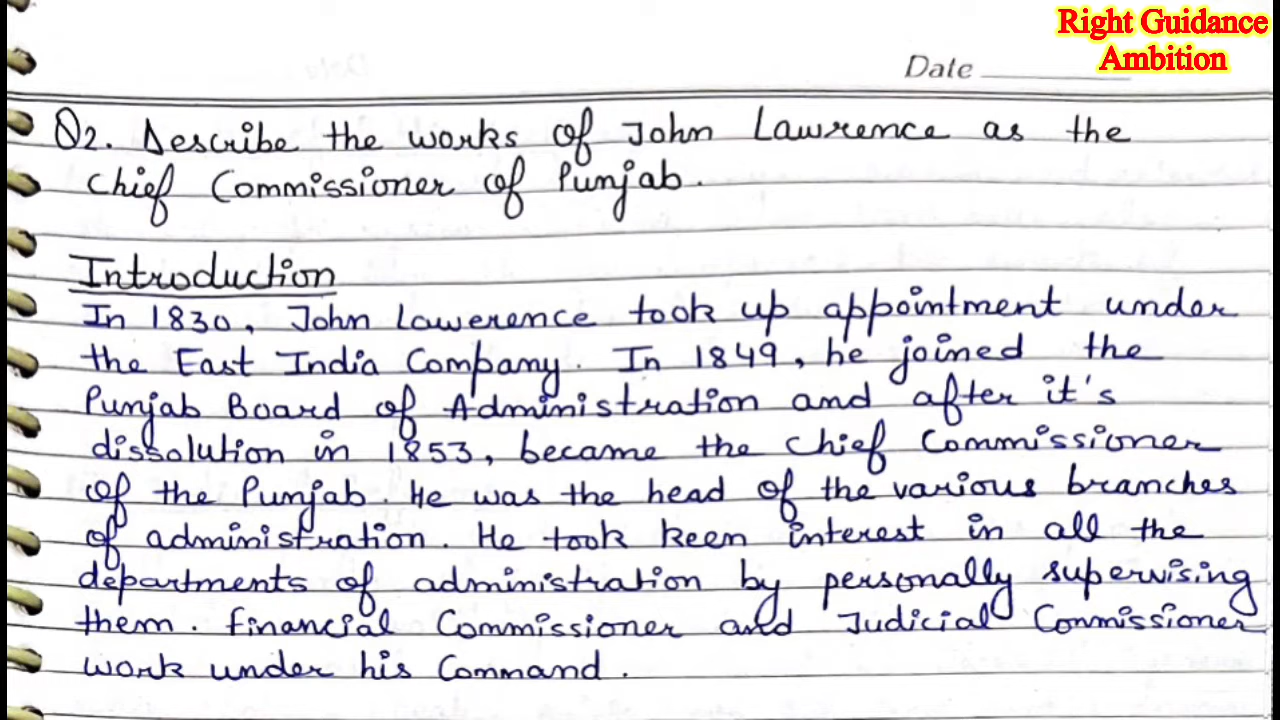 Right Guidance
Ambition
Date
Q2. Describe the works of John Lawrence as the
Chief Commissioner of Punjab.
Introduction
In 1830, John Lawerence took up appointment under
the East India Company. In 1849, he joined the
Punjab Board of Administration and after it's
dissolution in 1853, became the Chief Commissioner
of the Punjab. He was the head of the various branches
of administration. He took keen interest in all the
departments of administration by personally supervising
them. Financial Commissioner and Judicial Commissioner
work under his Command.